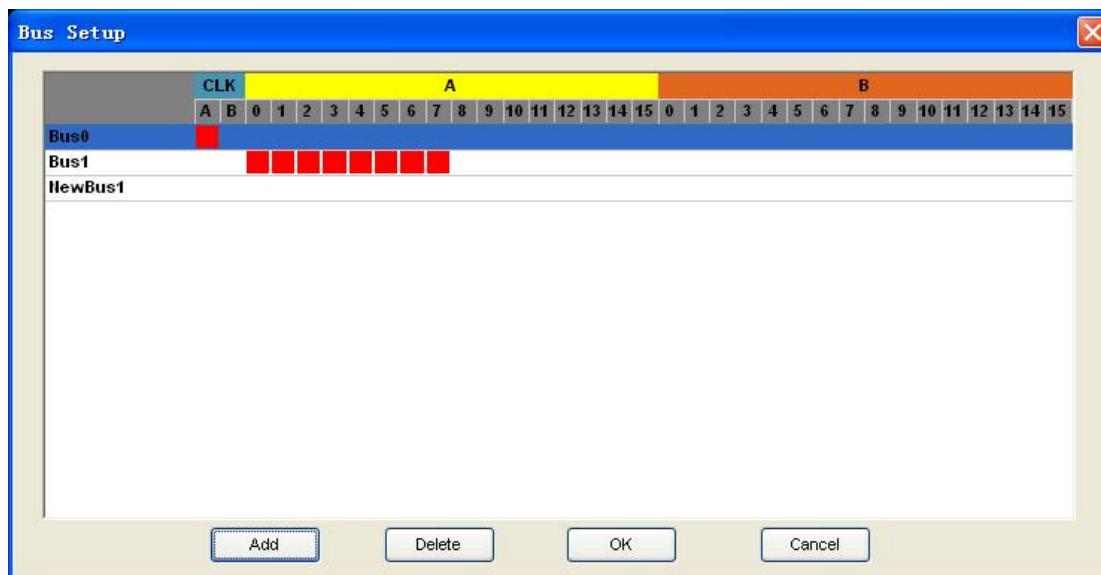 Bus Setup
CLK A B
A B 0 1 2 3 4 5 6 7 8 9 10 11 12 13 14 15 0 1 2 3 4 5 6 7 8 9 10 11 12 13 14 15
Bus0
Bus1
NewBus1
Add Delete OK Cancel